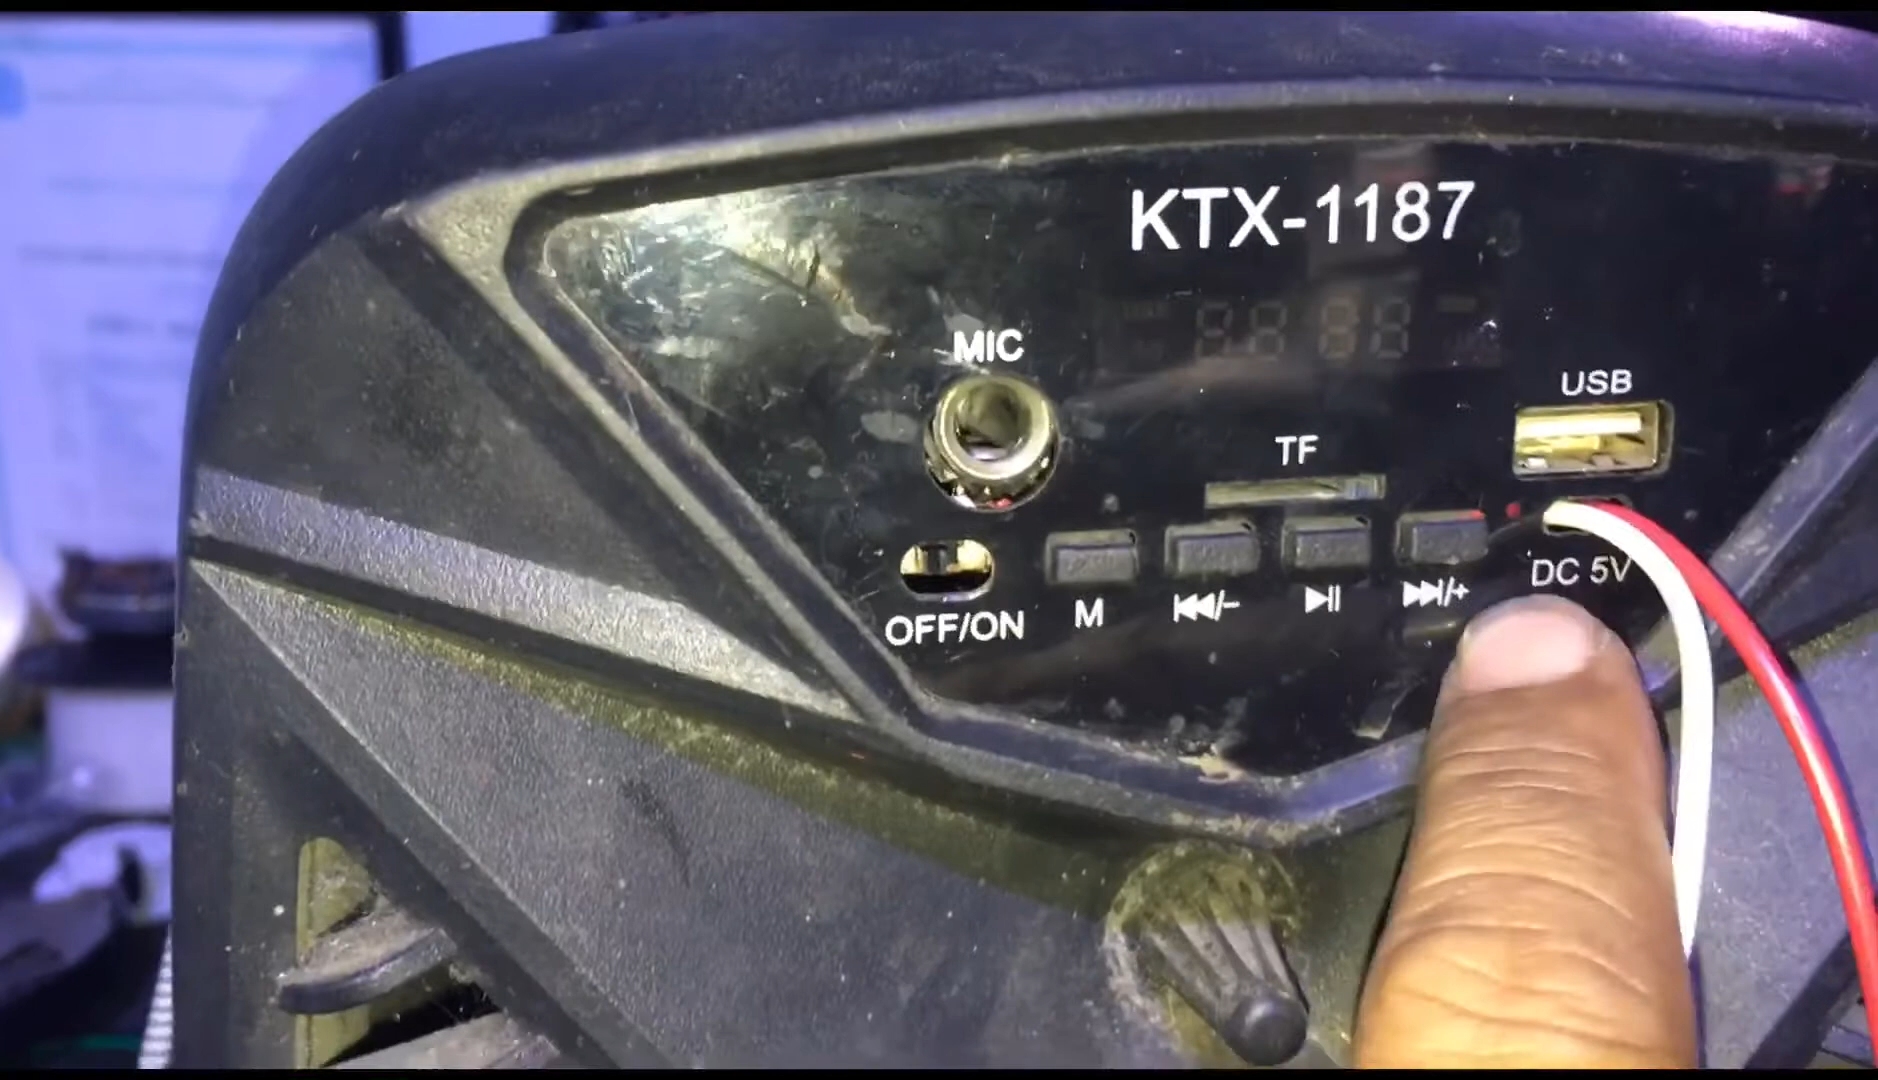 KTX-1187
MIC
USB
TF
DC 5V
OFF/ON
M
⏮/–
⏯
⏭/+